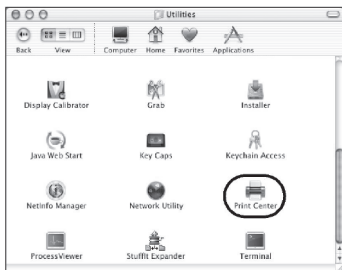 Utilities
Back View Computer Home Favorites Applications
Display Calibrator Grab Installer
Java Web Start Key Caps Keychain Access
NetInfo Manager Network Utility Print Center
ProcessViewer StuffIt Expander Terminal